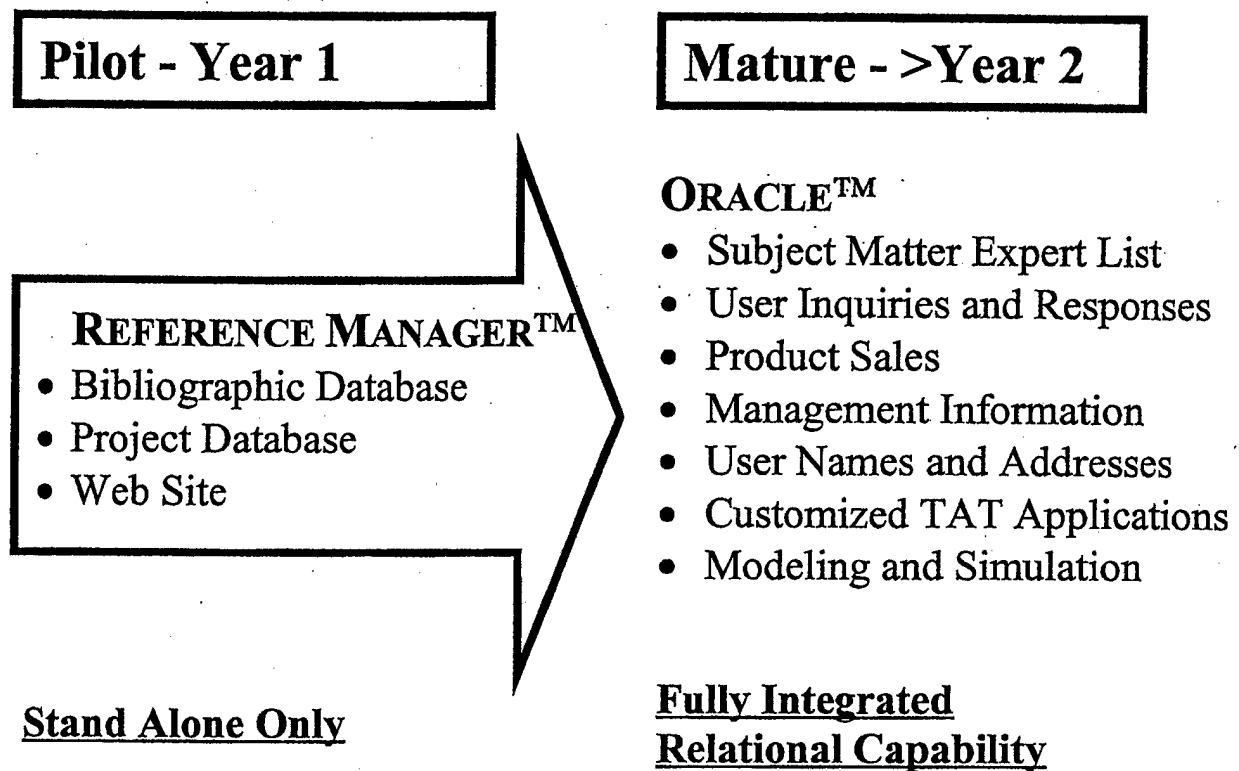 Pilot - Year 1
REFERENCE MANAGER™
• Bibliographic Database
• Project Database
• Web Site
Stand Alone Only
Mature - >Year 2
ORACLE™
• Subject Matter Expert List
• User Inquiries and Responses
• Product Sales
• Management Information
• User Names and Addresses
• Customized TAT Applications
• Modeling and Simulation
Fully Integrated
Relational Capability